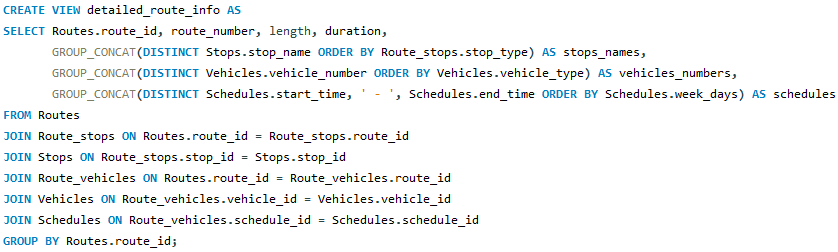 CREATE VIEW detailed_route_info AS
SELECT Routes.route_id, route_number, length, duration,
GROUP_CONCAT(DISTINCT Stops.stop_name ORDER BY Route_stops.stop_type) AS stops_names,
GROUP_CONCAT(DISTINCT Vehicles.vehicle_number ORDER BY Vehicles.vehicle_type) AS vehicles_numbers,
GROUP_CONCAT(DISTINCT Schedules.start_time, ' - ', Schedules.end_time ORDER BY Schedules.week_days) AS schedules
FROM Routes
JOIN Route_stops ON Routes.route_id = Route_stops.route_id
JOIN Stops ON Route_stops.stop_id = Stops.stop_id
JOIN Route_vehicles ON Routes.route_id = Route_vehicles.route_id
JOIN Vehicles ON Route_vehicles.vehicle_id = Vehicles.vehicle_id
JOIN Schedules ON Route_vehicles.schedule_id = Schedules.schedule_id
GROUP BY Routes.route_id;